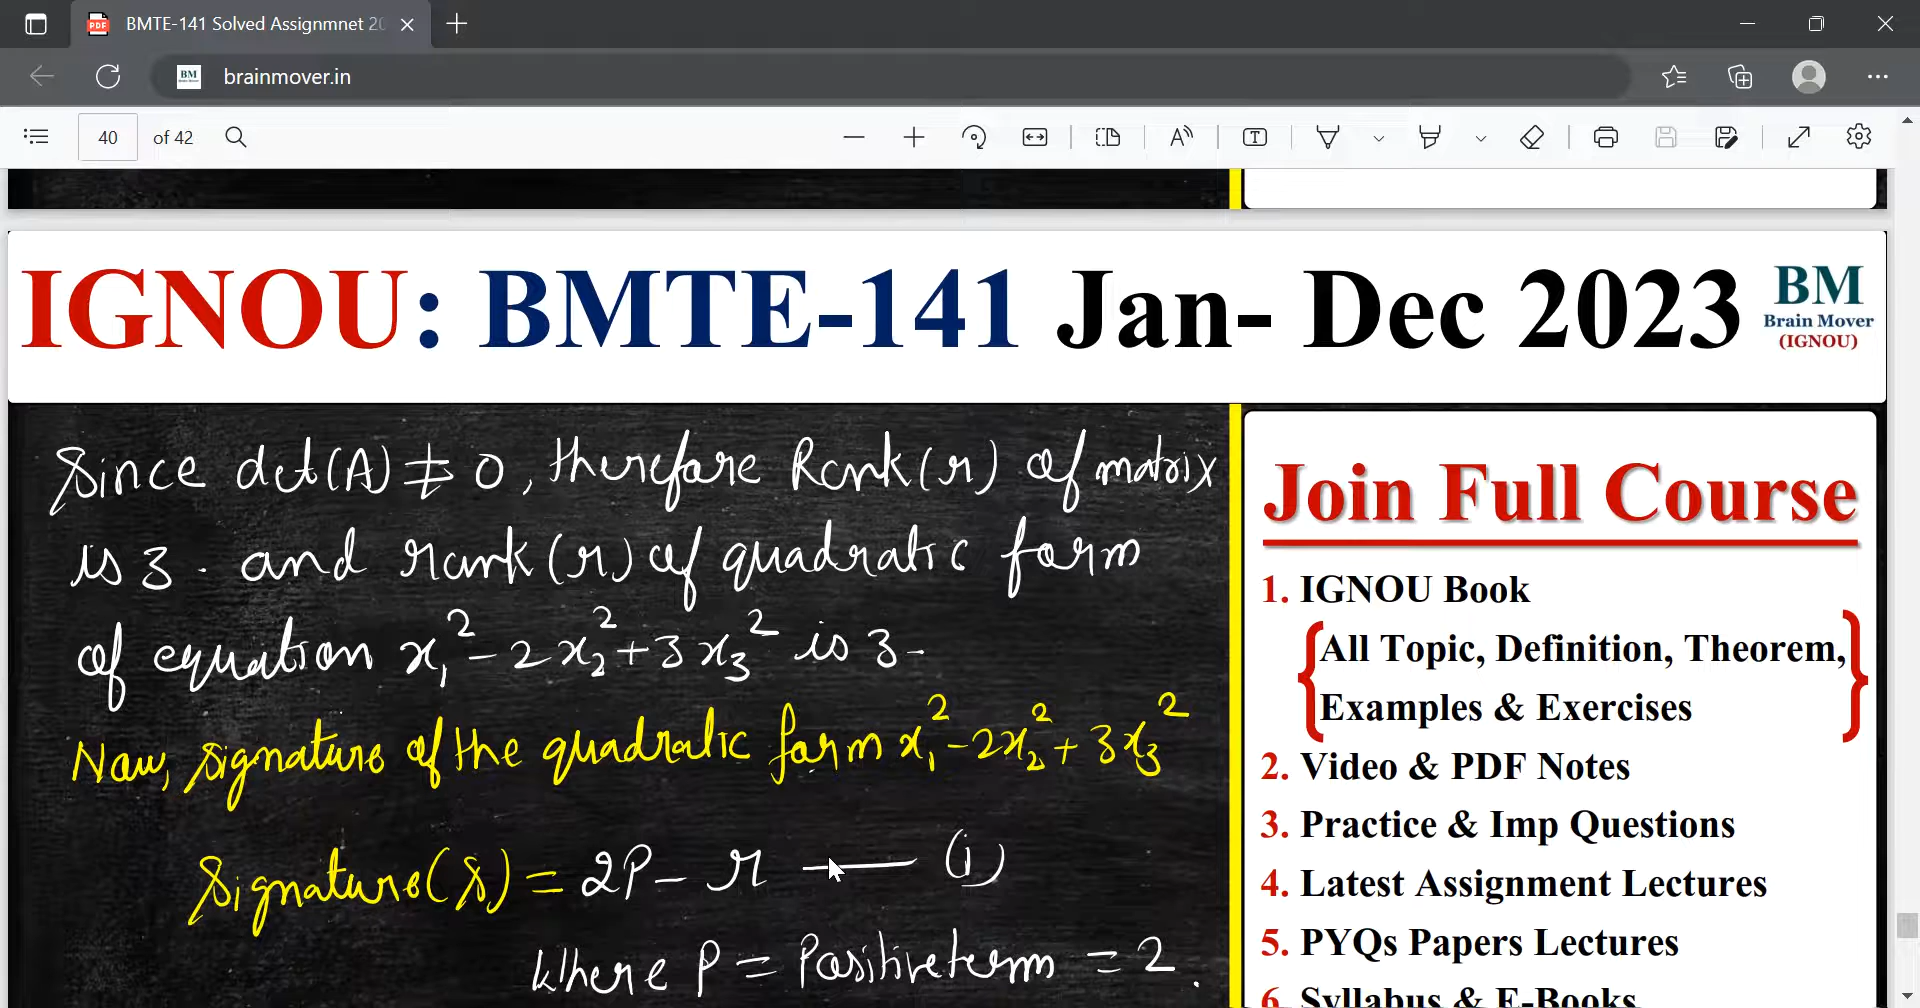 BMTE-141 Solved Assignmnet 20
brainmover.in
40 of 42
IGNOU: BMTE-141 Jan- Dec 2023
BM
Brain Mover
(IGNOU)
Since det(A) ≠ 0, therefore Rank(r) of matrix
is 3. and rank(r) of quadratic form
of equation x₁² - 2x₂² + 3x₃² is 3.
Now, signature of the quadratic form x₁² - 2x₂² + 3x₃²
Signature(s) = 2P - r — (i)
Where P = Positive term = 2.
Join Full Course
1. IGNOU Book
{All Topic, Definition, Theorem,
Examples & Exercises}
2. Video & PDF Notes
3. Practice & Imp Questions
4. Latest Assignment Lectures
5. PYQs Papers Lectures
6. Syllabus & E-Books